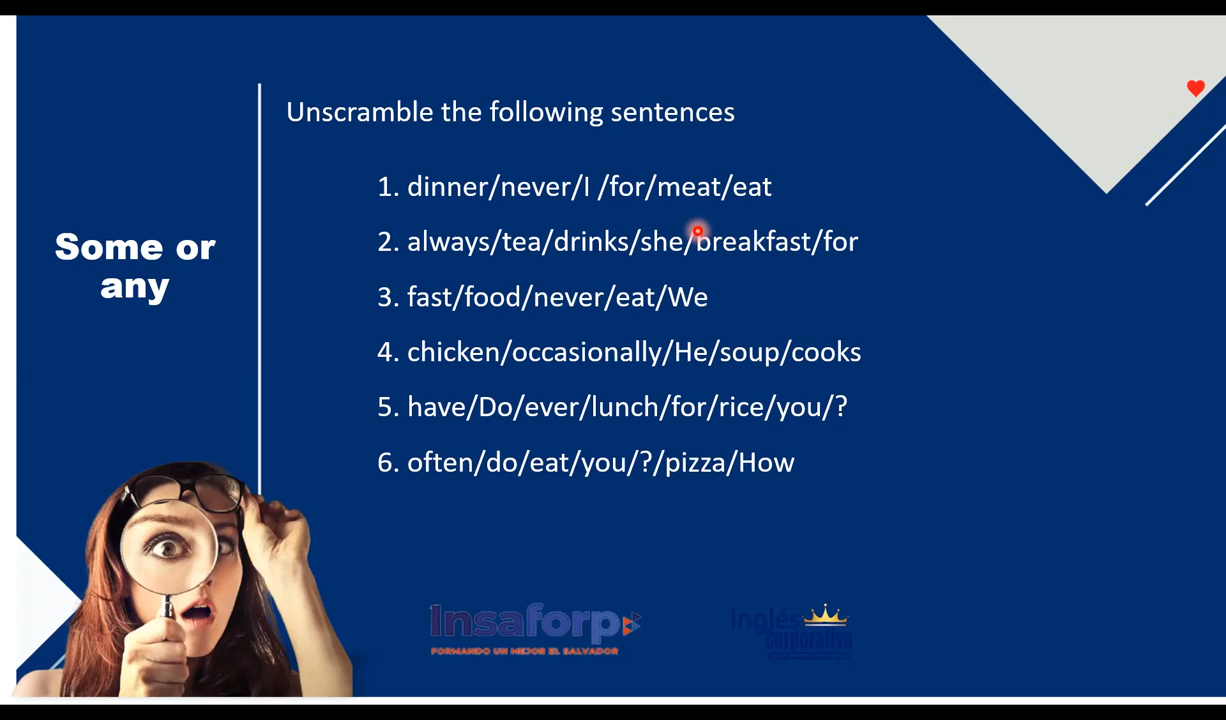 Unscramble the following sentences
1. dinner/never/I /for/meat/eat
2. always/tea/drinks/she/breakfast/for
3. fast/food/never/eat/We
4. chicken/occasionally/He/soup/cooks
5. have/Do/ever/lunch/for/rice/you/?
6. often/do/eat/you/?/pizza/How
Some or
any
Insaforp
FORMANDO UN MEJOR EL SALVADOR
Inglés
Corporativo